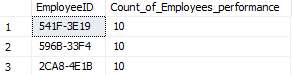 EmployeeID Count_of_Employees_performance
1 541F-3E19 10
2 596B-33F4 10
3 2CA8-4E1B 10